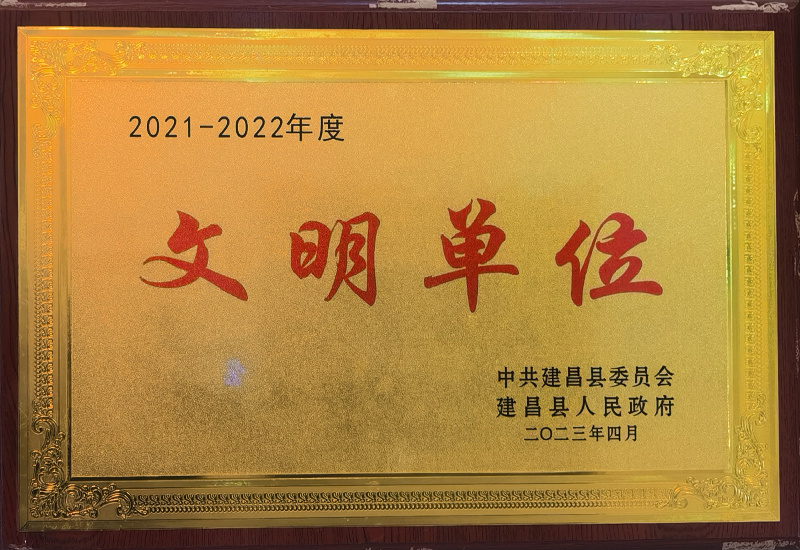 2021-2022年度
文明单位
中共建昌县委员会
建昌县人民政府
二〇二三年四月